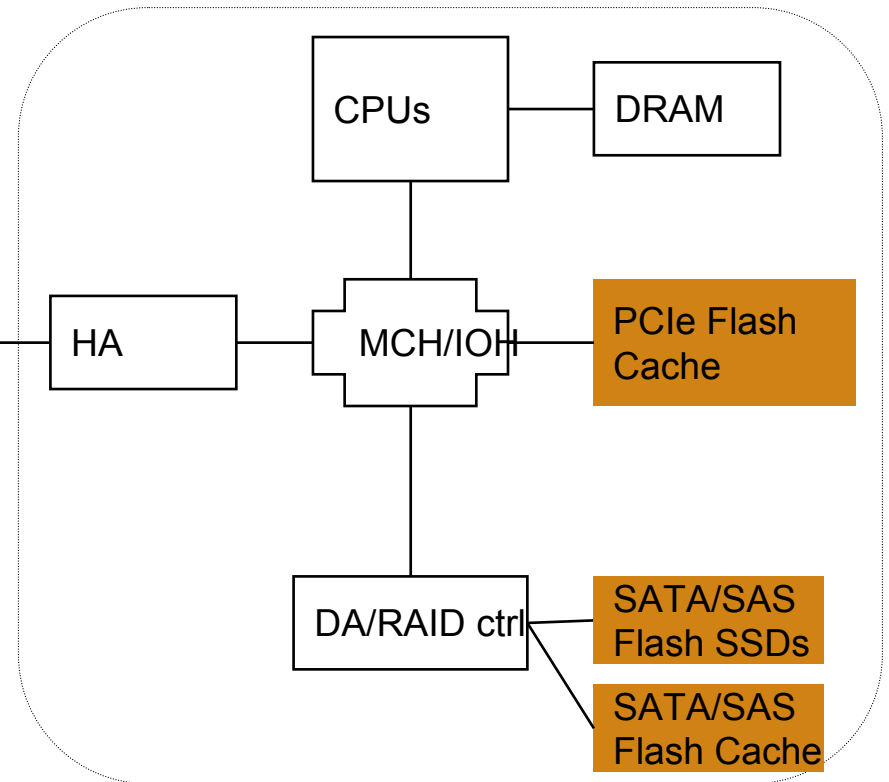 CPUs
DRAM
HA
MCH/IOH
PCIe Flash
Cache
DA/RAID ctrl
SATA/SAS
Flash SSDs
SATA/SAS
Flash Cache